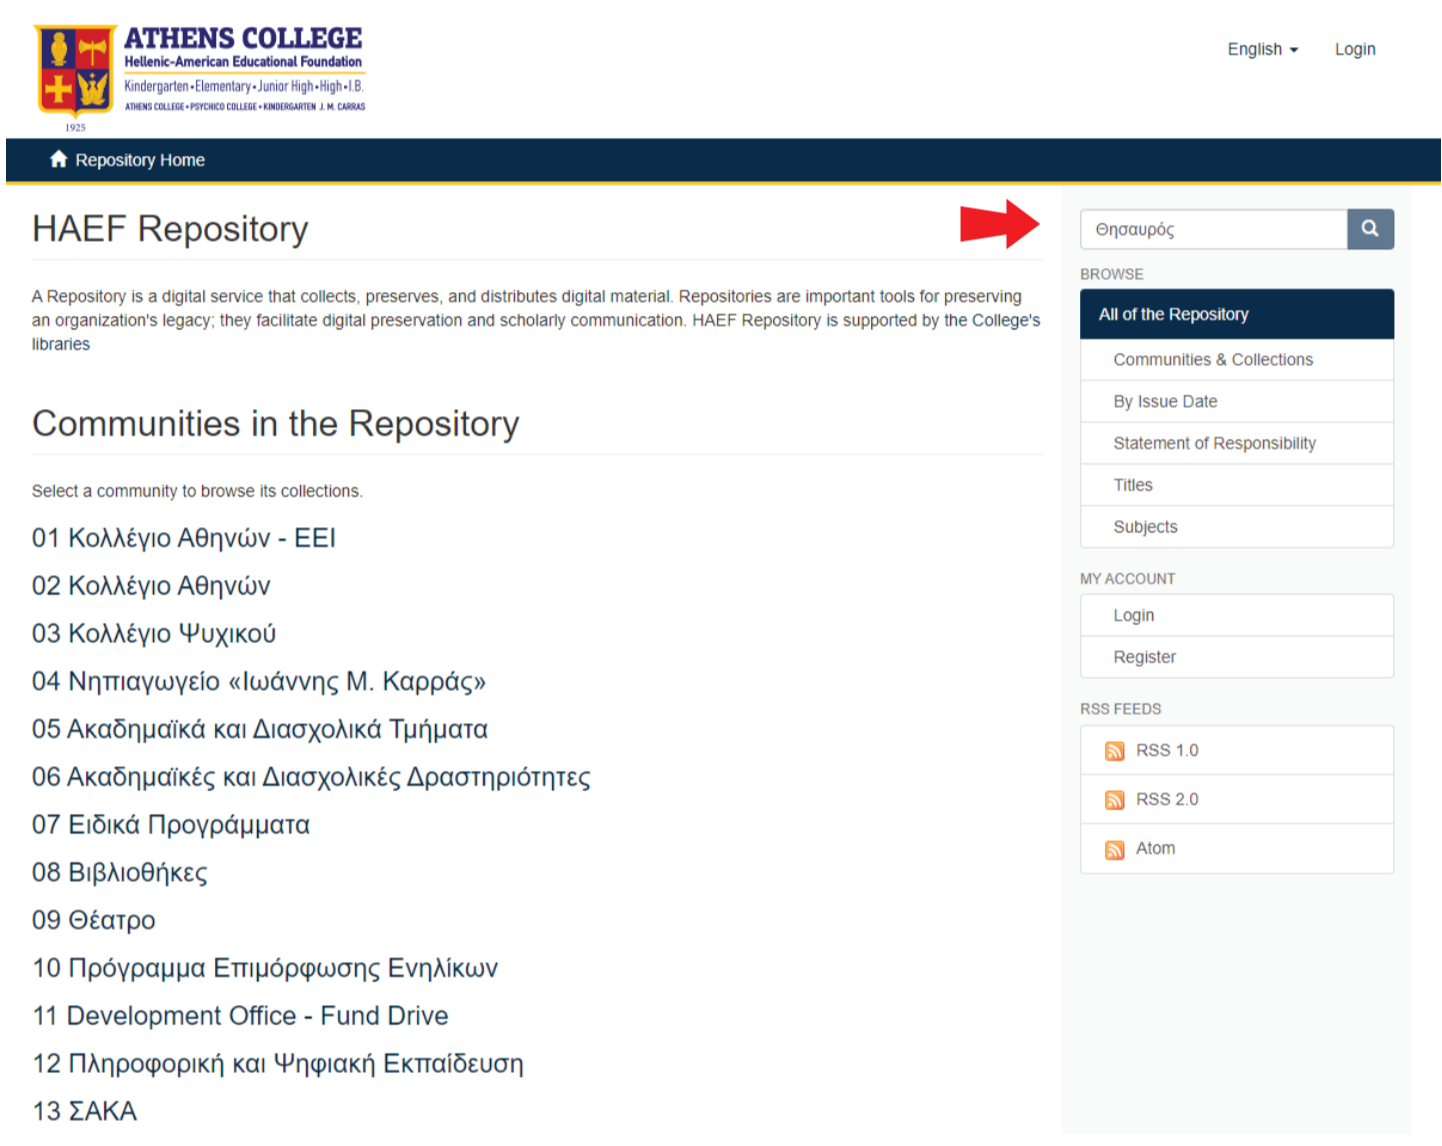 ATHENS COLLEGE
Hellenic-American Educational Foundation
Kindergarten • Elementary • Junior High • High • I.B.
ATHENS COLLEGE • PSYCHICO COLLEGE • KINDERGARTEN J. M. CARRAS
1925
English
Login
Repository Home
HAEF Repository
A Repository is a digital service that collects, preserves, and distributes digital material. Repositories are important tools for preserving
an organization's legacy; they facilitate digital preservation and scholarly communication. HAEF Repository is supported by the College's
libraries
Communities in the Repository
Select a community to browse its collections.
01 Κολλέγιο Αθηνών - ΕΕΙ
02 Κολλέγιο Αθηνών
03 Κολλέγιο Ψυχικού
04 Νηπιαγωγείο «Ιωάννης Μ. Καρράς»
05 Ακαδημαϊκά και Διασχολικά Τμήματα
06 Ακαδημαϊκές και Διασχολικές Δραστηριότητες
07 Ειδικά Προγράμματα
08 Βιβλιοθήκες
09 Θέατρο
10 Πρόγραμμα Επιμόρφωσης Ενηλίκων
11 Development Office - Fund Drive
12 Πληροφορική και Ψηφιακή Εκπαίδευση
13 ΣΑΚΑ
Θησαυρός
BROWSE
All of the Repository
Communities & Collections
By Issue Date
Statement of Responsibility
Titles
Subjects
MY ACCOUNT
Login
Register
RSS FEEDS
RSS 1.0
RSS 2.0
Atom